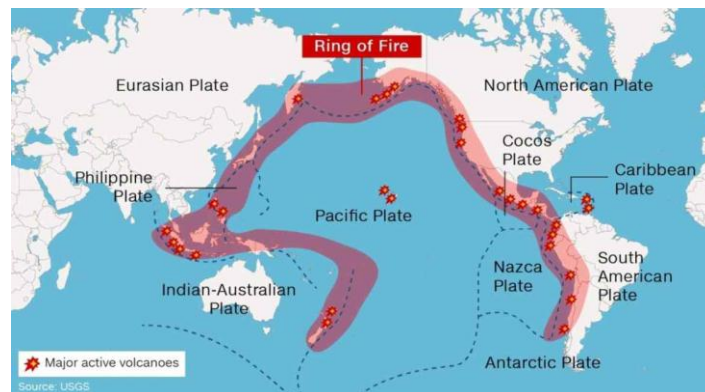 Ring of Fire
Eurasian Plate
North American Plate
Cocos
Plate
Caribbean
Plate
Philippine
Plate
Pacific Plate
Indian-Australian
Plate
Nazca
Plate
South
American
Plate
Antarctic Plate
Major active volcanoes
Source: USGS